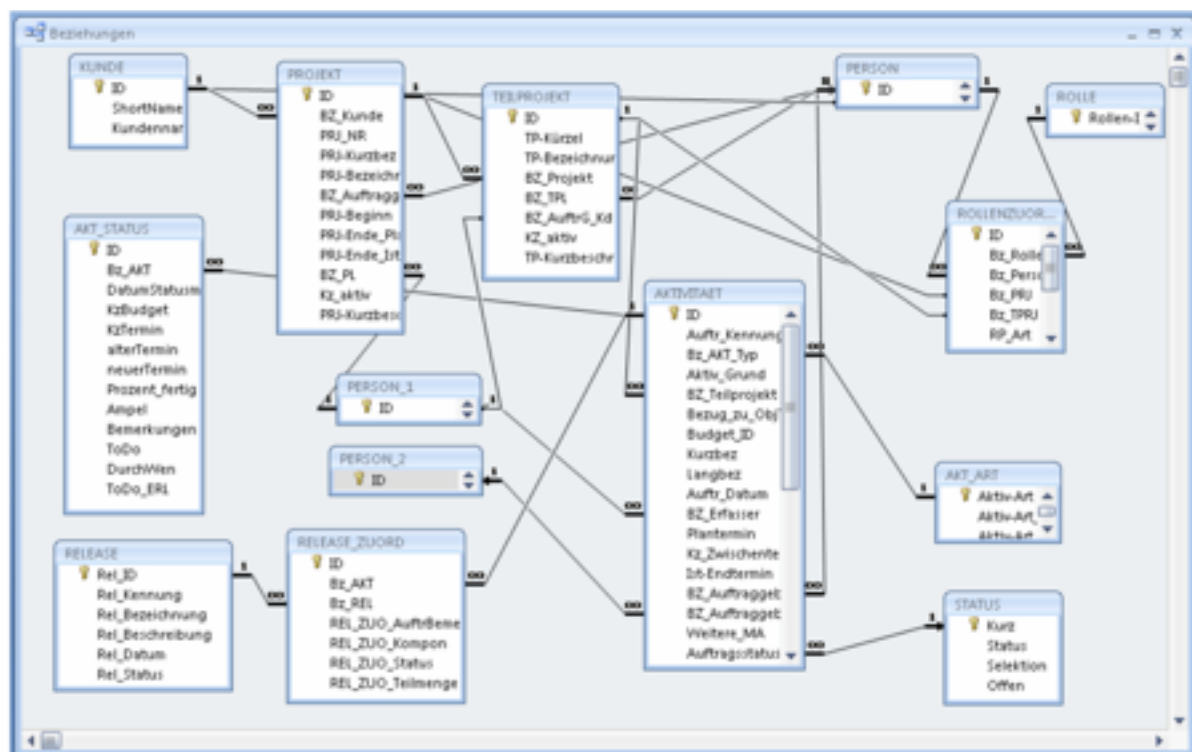 Beziehungen
KUNDE
ID
ShortName
Kundennar
PROJEKT
ID
BZ_Kunde
PRJ_NR
PRJ-Kurzbez
PRJ-Bezeichn
BZ_Auftragg
PRJ-Beginn
PRJ-Ende_Pla
PRJ-Ende_Ist
BZ_PL
Kz_aktiv
PRJ-Kurzbesc
TEILPROJEKT
ID
TP-Kürzel
TP-Bezeichnur
BZ_Projekt
BZ_TPL
BZ_AuftrG_Kd
KZ_aktiv
TP-Kurzbeschr
PERSON
ID
ROLLE
Rollen-I
ROLLENZUOR...
ID
Bz_Rolle
Bz_Perso
Bz_PRJ
Bz_TPRJ
RP_Art
AKT_STATUS
ID
Bz_AKT
DatumStatusm
KzBudget
KzTermin
alterTermin
neuerTermin
Prozent_fertig
Ampel
Bemerkungen
ToDo
DurchWen
ToDo_ERL
AKTIVITAET
ID
Auftr_Kennung
Bz_AKT_Typ
Aktiv_Grund
BZ_Teilprojekt
Bezug_zu_Obj
Budget_ID
Kurzbez
Langbez
Auftr_Datum
BZ_Erfasser
Plantermin
Kz_Zwischente
Ist-Endtermin
BZ_Auftraggeb
BZ_Auftraggeb
Weitere_MA
Auftragsstatus
PERSON_1
ID
PERSON_2
ID
AKT_ART
Aktiv-Art
Aktiv-Art_
Aktiv-Art
RELEASE
Rel_ID
Rel_Kennung
Rel_Bezeichnung
Rel_Beschreibung
Rel_Datum
Rel_Status
RELEASE_ZUORD
ID
Bz_AKT
Bz_REL
REL_ZUO_AuftrBeme
REL_ZUO_Kompon
REL_ZUO_Status
REL_ZUO_Teilmenge
STATUS
Kurz
Status
Selektion
Offen